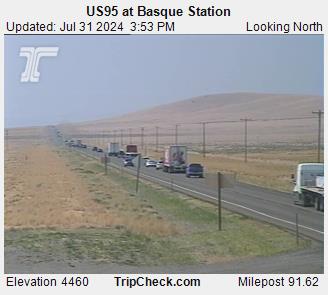 US95 at Basque Station
Updated: Jul 31 2024 3:53 PM Looking North
Elevation 4460 TripCheck.com Milepost 91.62